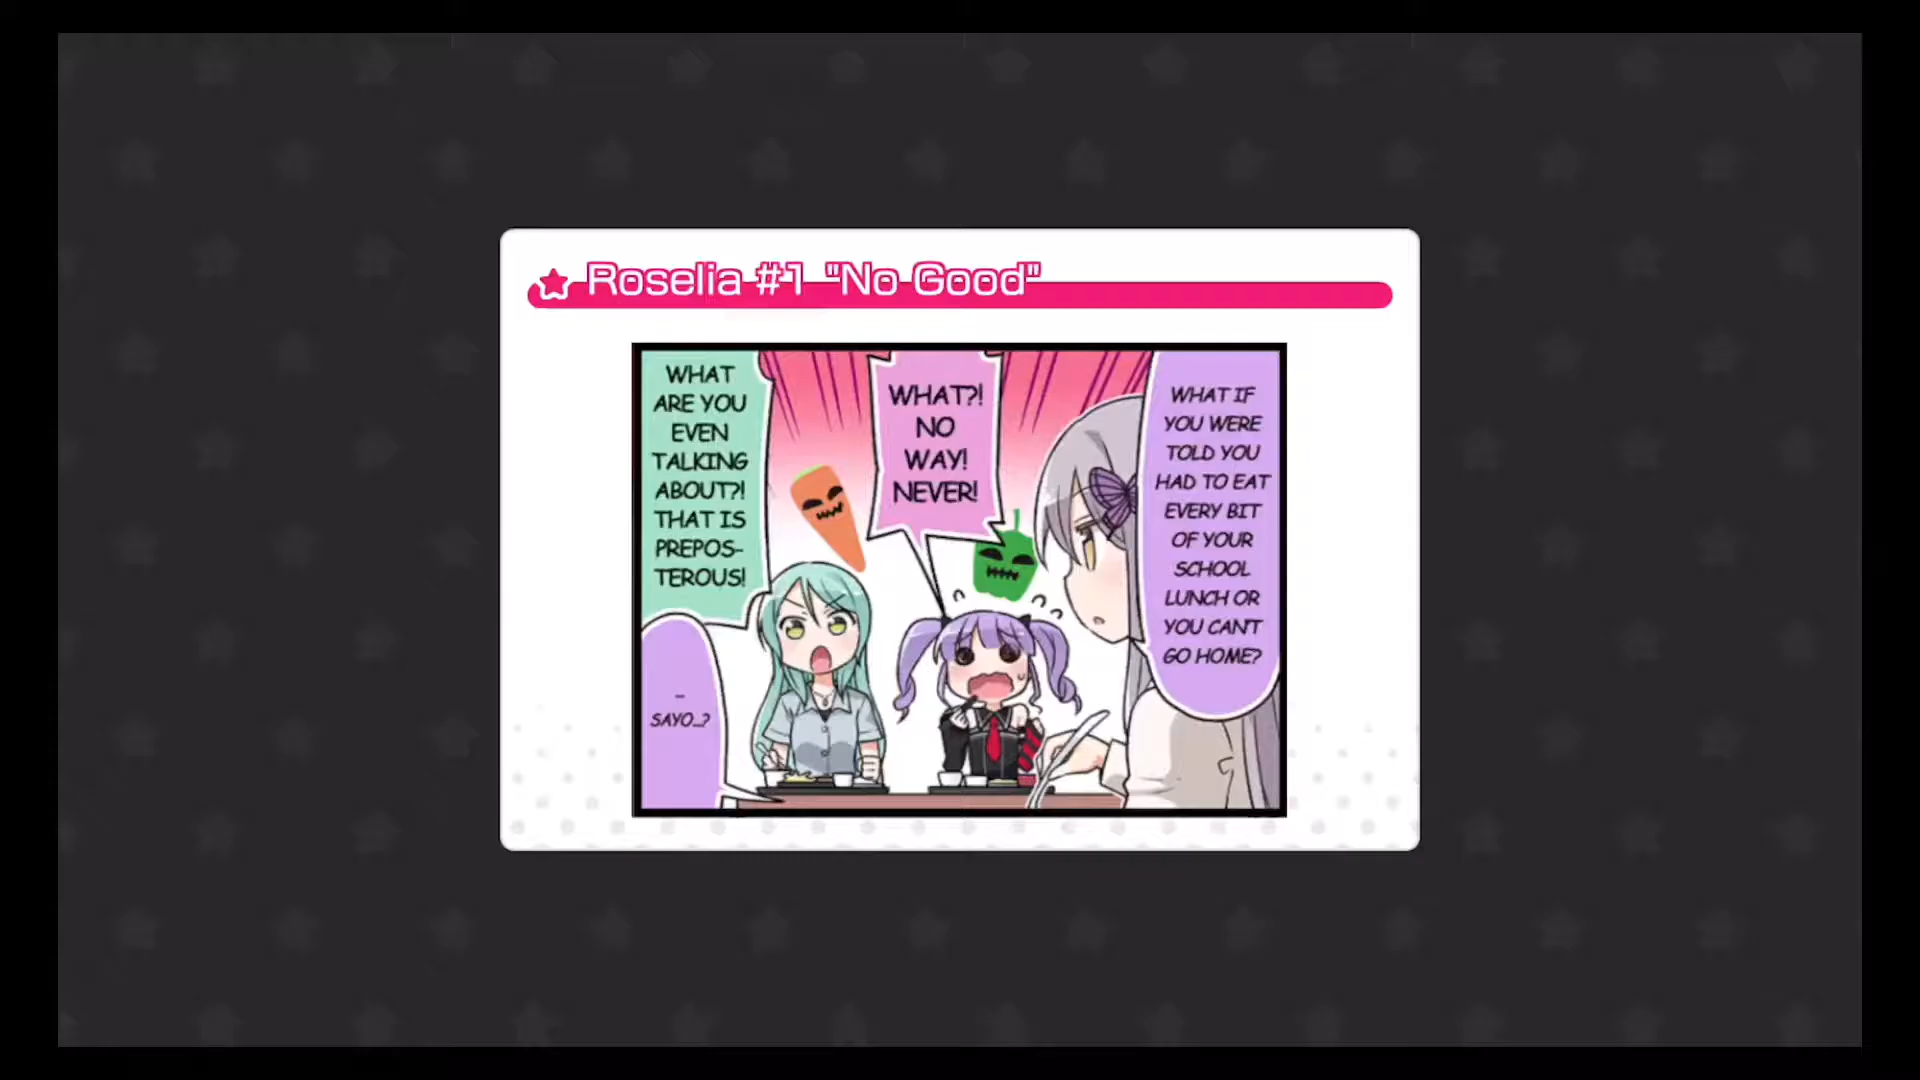 Roselia #1 "No Good"
WHAT IF
YOU WERE
TOLD YOU
HAD TO EAT
EVERY BIT
OF YOUR
SCHOOL
LUNCH OR
YOU CAN'T
GO HOME?
WHAT?!
NO
WAY!
NEVER!
WHAT
ARE YOU
EVEN
TALKING
ABOUT?!
THAT IS
PREPOS-
TEROUS!
–
SAYO...?